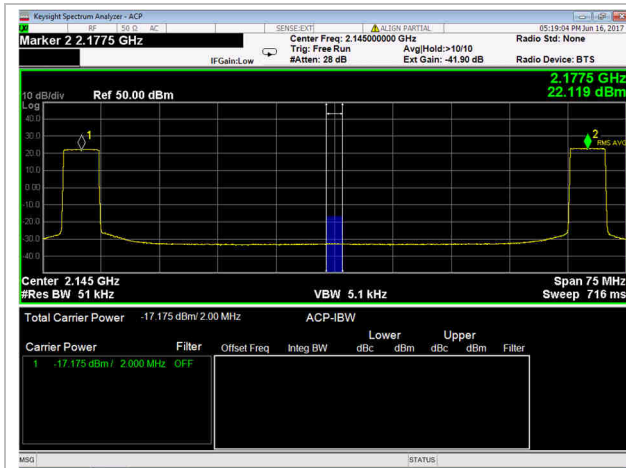 Keysight Spectrum Analyzer - ACP
RF 50 Ω AC SENSE:EXT ALIGN PARTIAL 05:19:04 PM Jun 16, 2017
Marker 2 2.1775 GHz
Center Freq: 2.145000000 GHz Radio Std: None
Trig: Free Run Avg|Hold:>10/10
IFGain:Low #Atten: 28 dB Ext Gain: -41.90 dB Radio Device: BTS
2.1775 GHz
10 dB/div Ref 50.00 dBm 22.119 dBm
Log
40.0
30.0
20.0
10.0
0.00
-10.0
-20.0
-30.0
-40.0
1
2
RMS AVG
Center 2.145 GHz Span 75 MHz
#Res BW 51 kHz VBW 5.1 kHz Sweep 716 ms
Total Carrier Power -17.175 dBm/ 2.00 MHz ACP-IBW
Lower Upper
Carrier Power Filter Offset Freq Integ BW dBc dBm dBc dBm Filter
1 -17.175 dBm / 2.000 MHz OFF
MSG STATUS